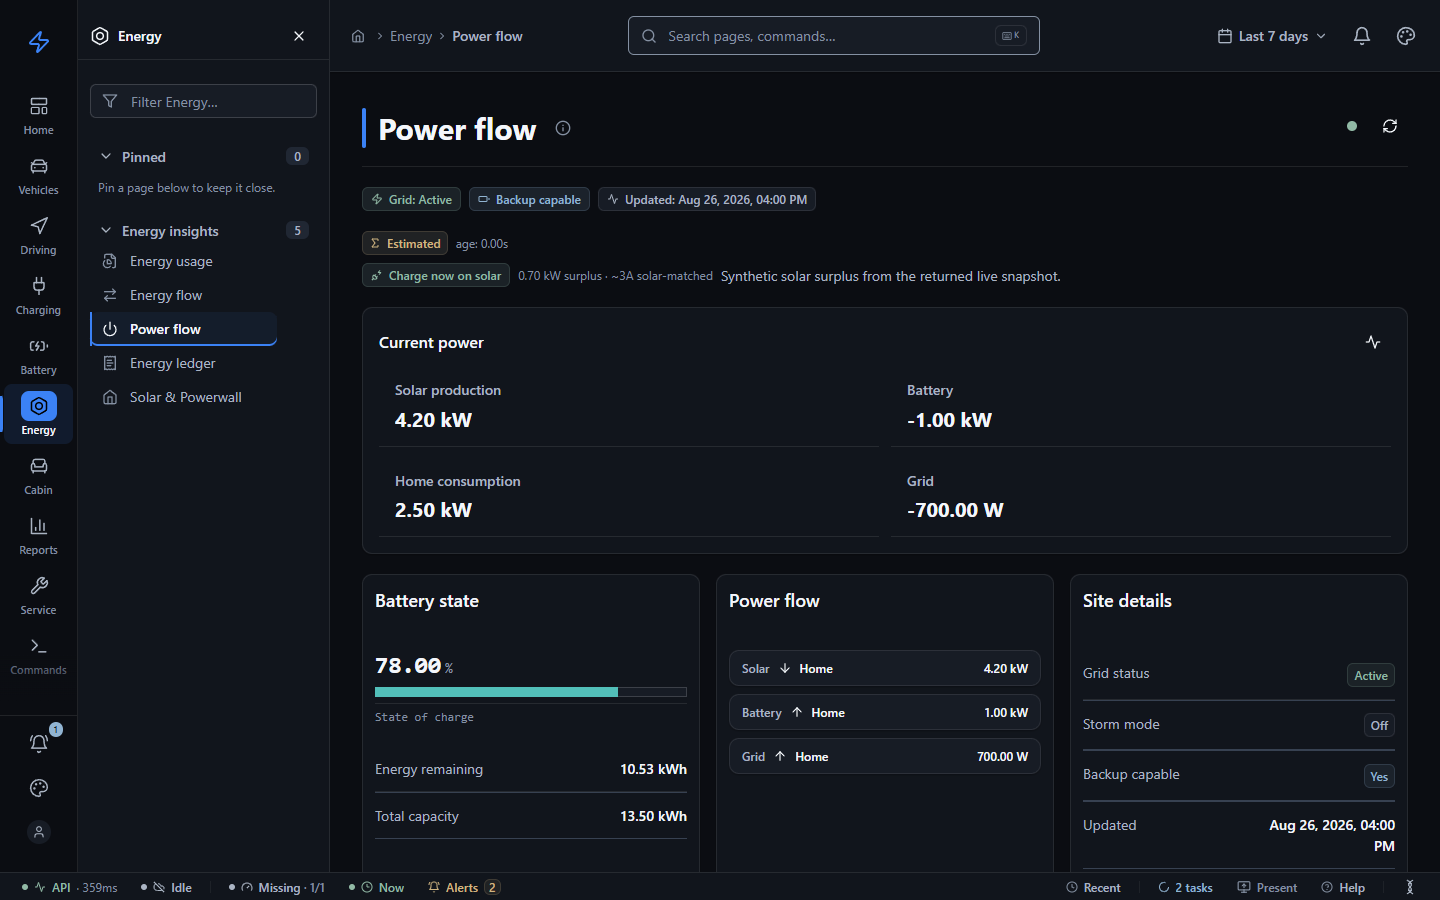 Energy
Energy
Power flow
Search pages, commands...
K
Last 7 days
Home
Vehicles
Driving
Charging
Battery
Energy
Cabin
Reports
Service
Commands
1
Filter Energy...
Pinned
0
Pin a page below to keep it close.
Energy insights
5
Energy usage
Energy flow
Power flow
Energy ledger
Solar & Powerwall
Power flow
Grid: Active
Backup capable
Updated: Aug 26, 2026, 04:00 PM
Estimated
age: 0.00s
Charge now on solar
0.70 kW surplus · ~3A solar-matched
Synthetic solar surplus from the returned live snapshot.
Current power
Solar production
4.20 kW
Battery
-1.00 kW
Home consumption
2.50 kW
Grid
-700.00 W
Battery state
78.00 %
State of charge
Energy remaining
10.53 kWh
Total capacity
13.50 kWh
Power flow
Solar ↓ Home
4.20 kW
Battery ↑ Home
1.00 kW
Grid ↑ Home
700.00 W
Site details
Grid status
Active
Storm mode
Off
Backup capable
Yes
Updated
Aug 26, 2026, 04:00
PM
API · 359ms
Idle
Missing · 1/1
Now
Alerts 2
Recent
2 tasks
Present
Help